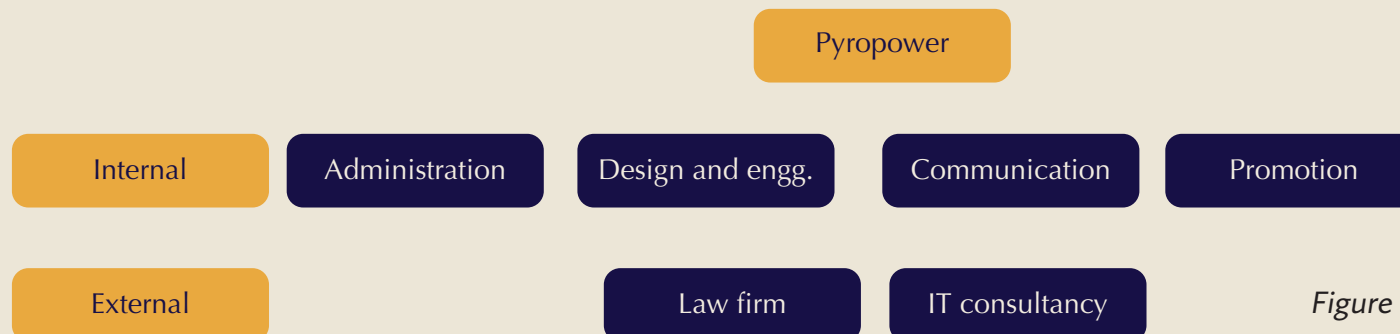 Pyropower
Internal Administration Design and engg. Communication Promotion
External Law firm IT consultancy Figure